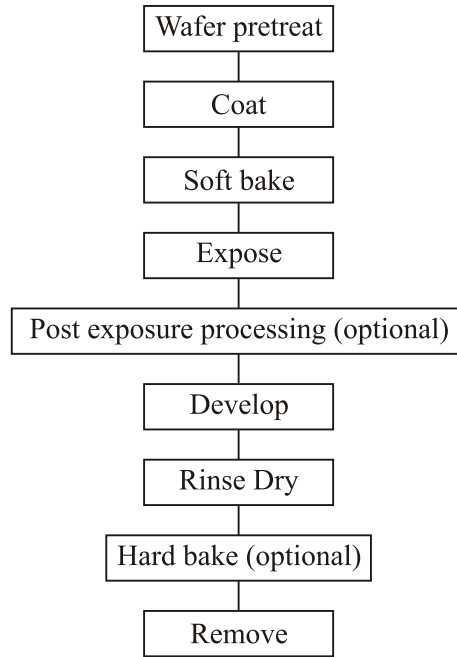 Wafer pretreat
Coat
Soft bake
Expose
Post exposure processing (optional)
Develop
Rinse Dry
Hard bake (optional)
Remove